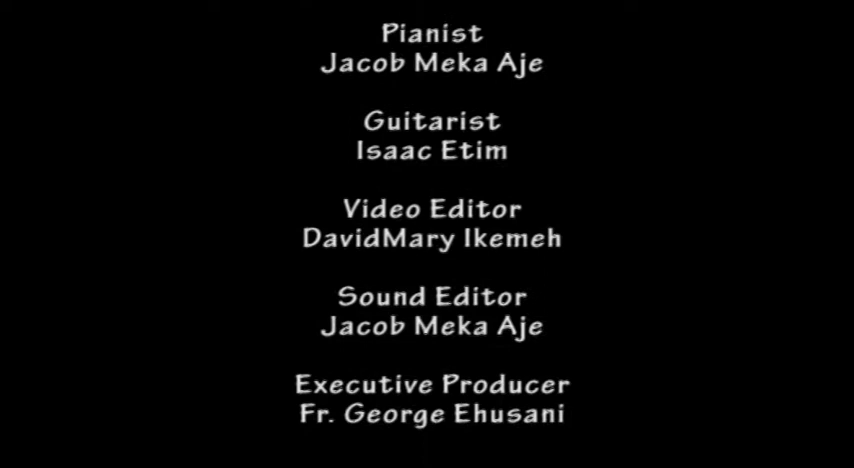 Pianist
Jacob Meka Aje
Guitarist
Isaac Etim
Video Editor
DavidMary Ikemeh
Sound Editor
Jacob Meka Aje
Executive Producer
Fr. George Ehusani